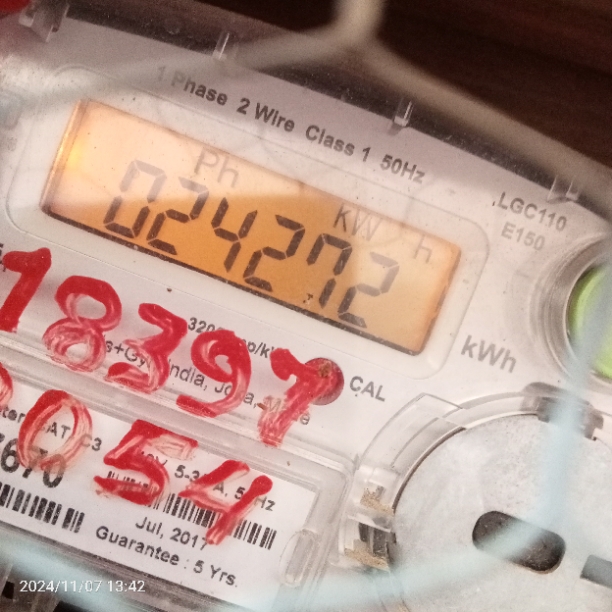 1 Phase 2 Wire Class 1 50Hz
.LGC110
E150
Ph kW h
024272
kWh
18397
CAL
054
Jul, 2017
Guarantee : 5 Yrs.
2024/11/07 13:42